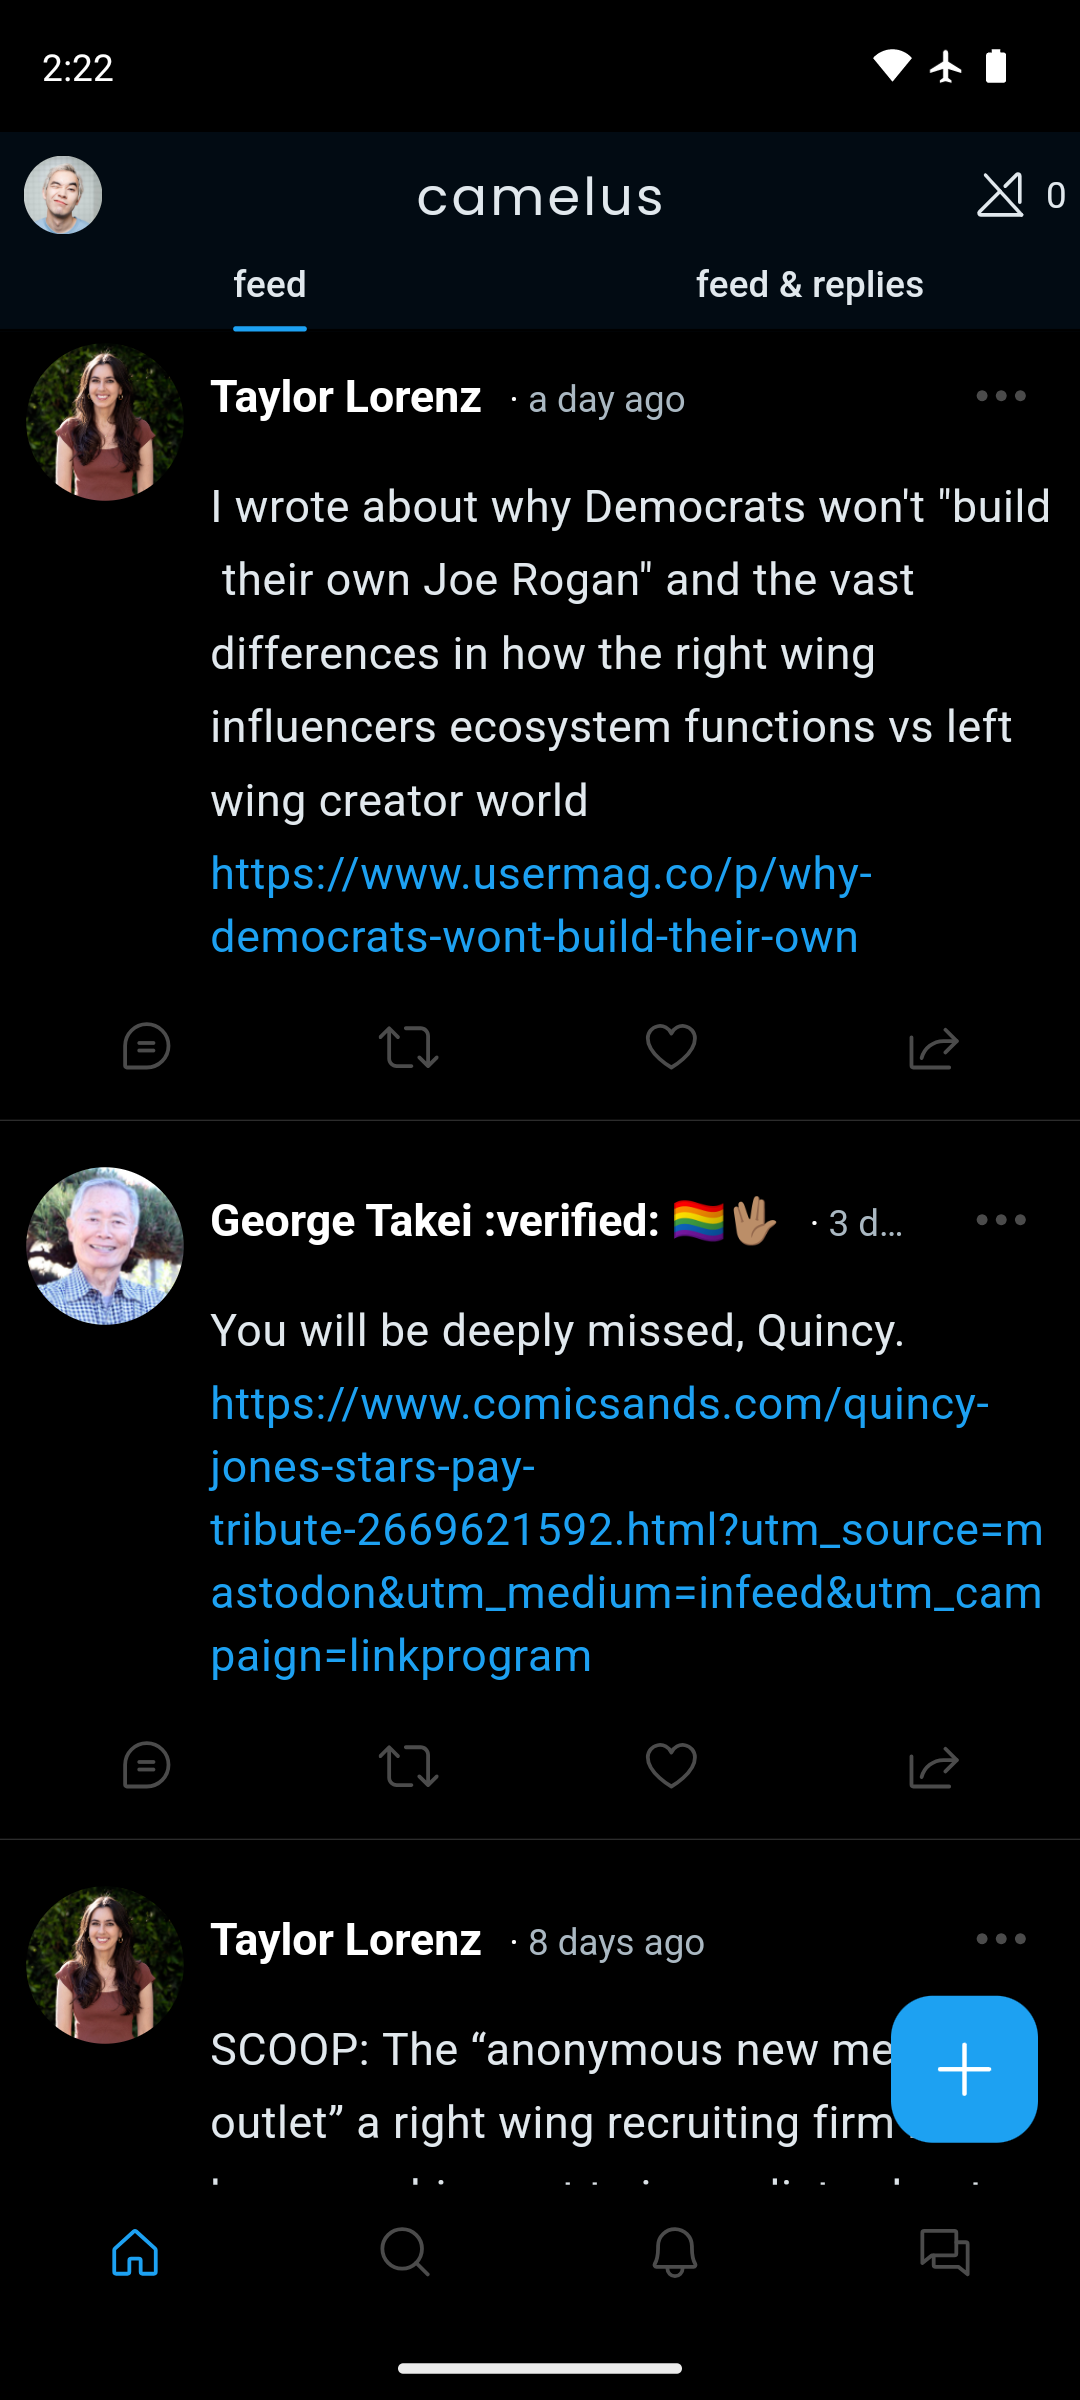 2:22
camelus
0
feed
feed & replies
Taylor Lorenz · a day ago
I wrote about why Democrats won't "build
their own Joe Rogan" and the vast
differences in how the right wing
influencers ecosystem functions vs left
wing creator world
https://www.usermag.co/p/why-
democrats-wont-build-their-own
George Takei :verified: 🏳️‍🌈🖖🏽 · 3 d…
You will be deeply missed, Quincy.
https://www.comicsands.com/quincy-
jones-stars-pay-
tribute-2669621592.html?utm_source=m
astodon&utm_medium=infeed&utm_cam
paign=linkprogram
Taylor Lorenz · 8 days ago
SCOOP: The “anonymous new me
outlet” a right wing recruiting firm